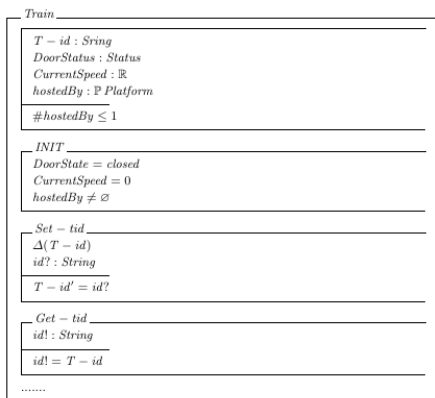 Train
T − id : Sring
DoorStatus : Status
CurrentSpeed : ℝ
hostedBy : ℙ Platform
#hostedBy ≤ 1
INIT
DoorState = closed
CurrentSpeed = 0
hostedBy ≠ ∅
Set − tid
Δ(T − id)
id? : String
T − id′ = id?
Get − tid
id! : String
id! = T − id
.......